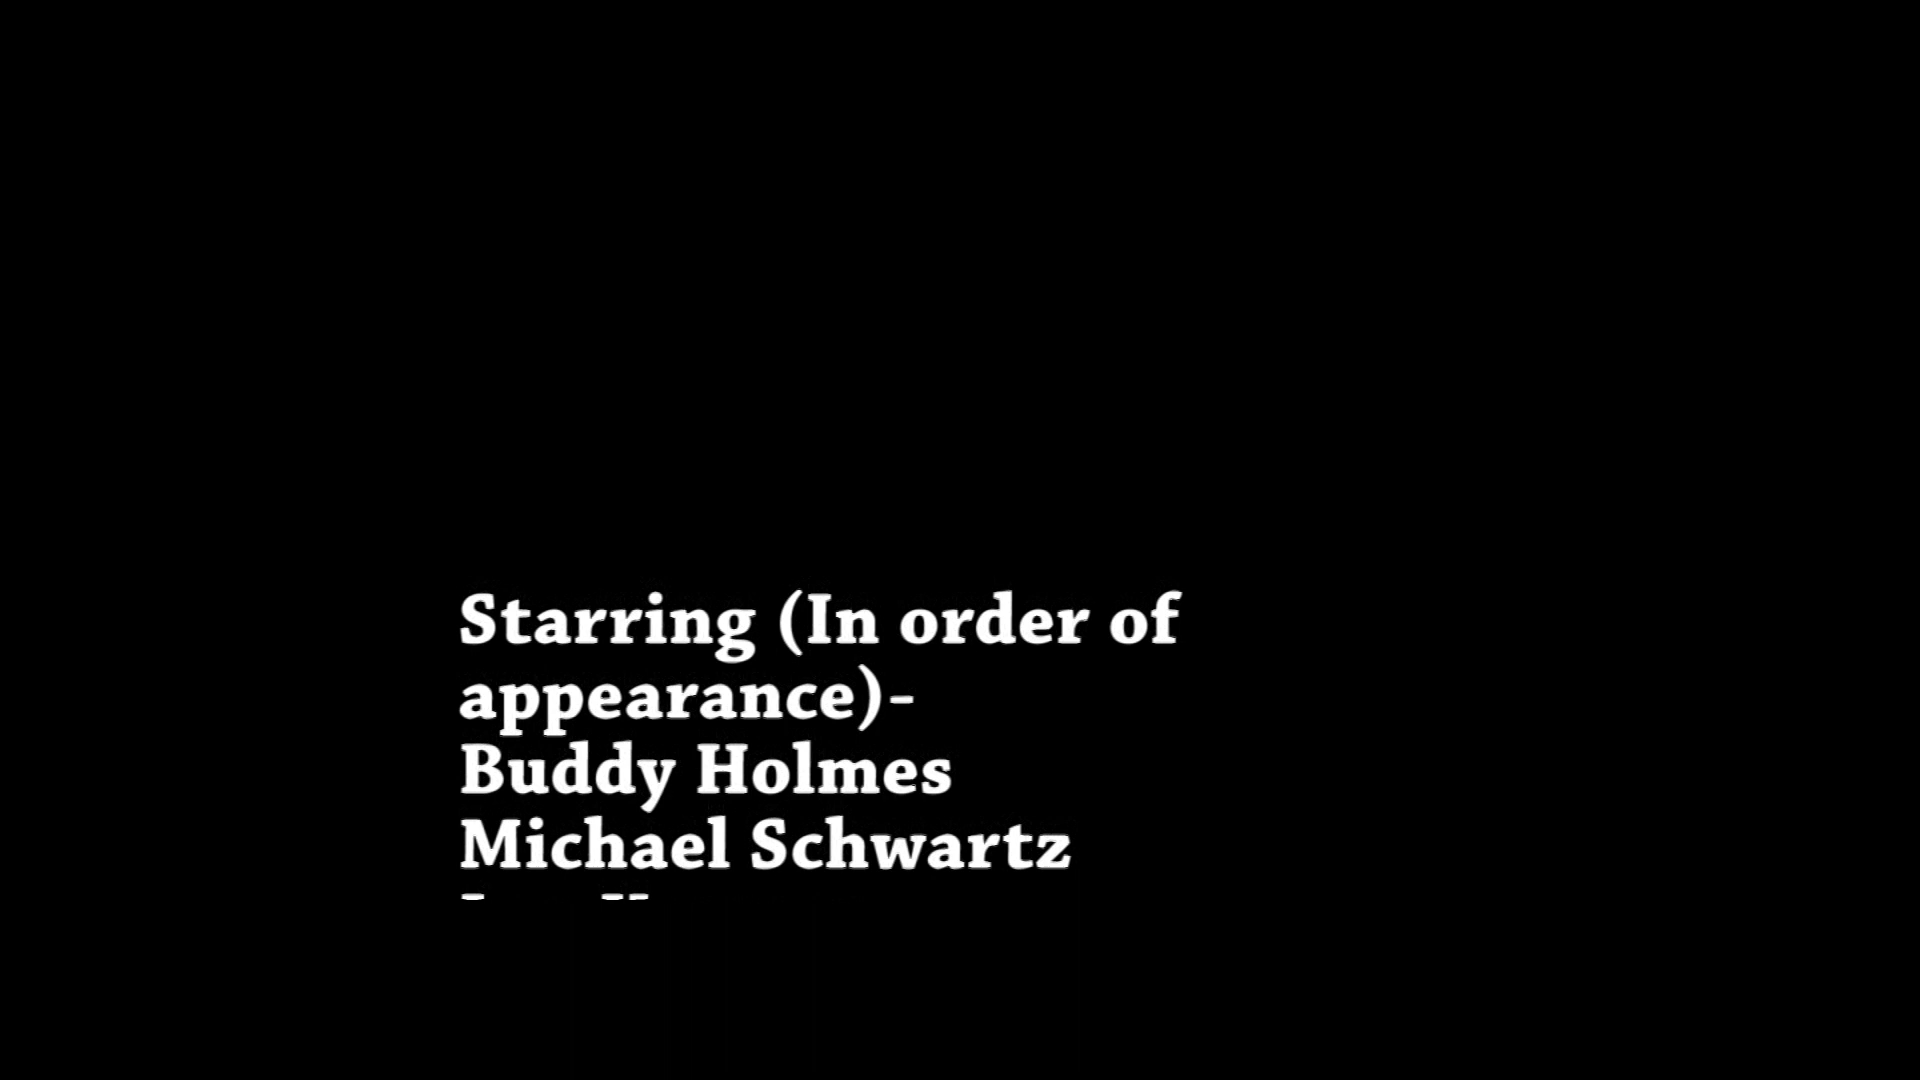 Starring (In order of
appearance)-
Buddy Holmes
Michael Schwartz